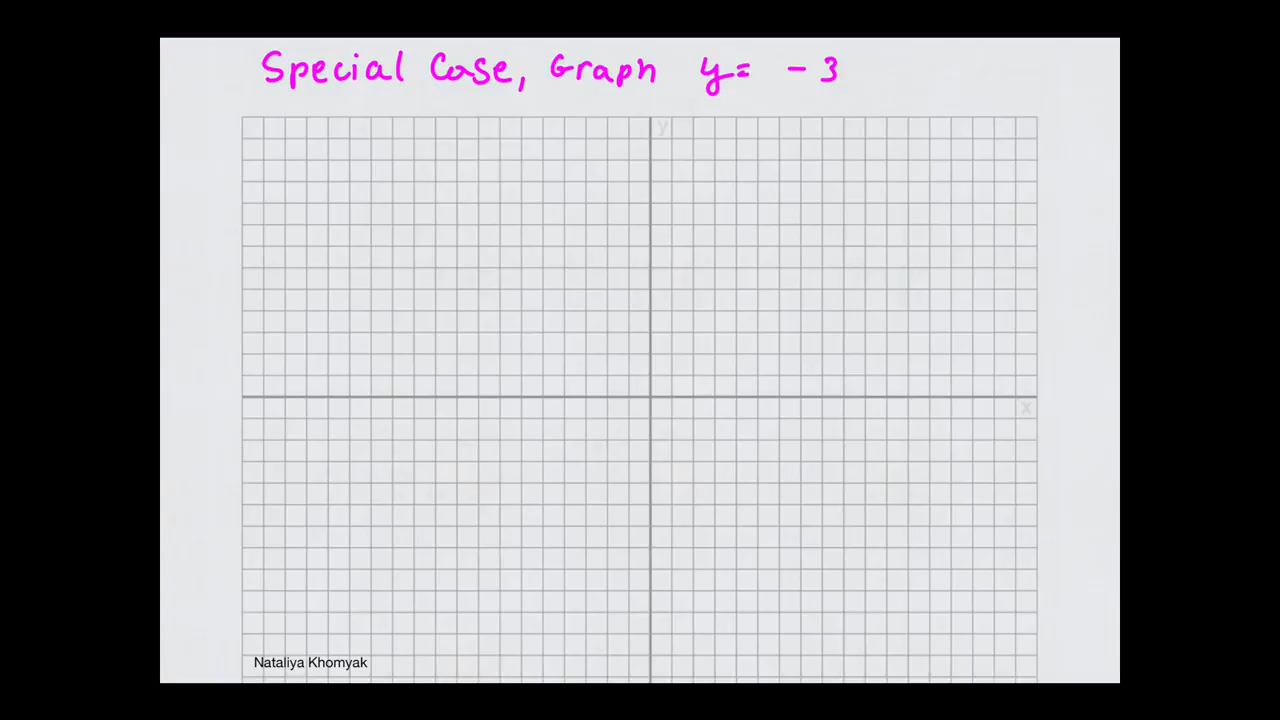 Special Case, Graph y = - 3
y
x
Nataliya Khomyak